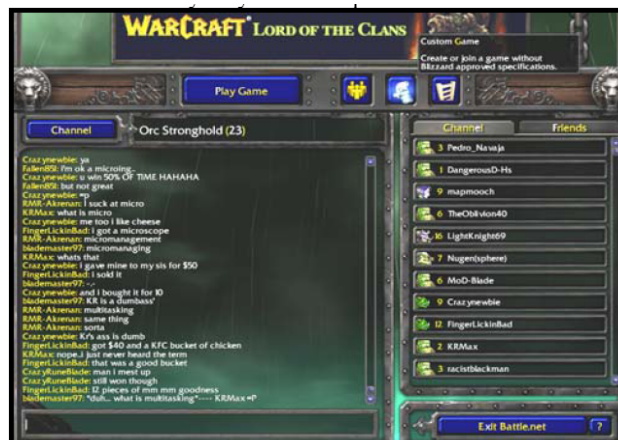 WARCRAFT LORD OF THE CLANS
Custom Game
Create or join a game without
Blizzard approved specifications.
Play Game
Channel
Orc Stronghold (23)
Crazynewbie: ya
Fallen85l: i'm ok a microing..
Crazynewbie: u win 50% OF TIME HAHAHA
Fallen85l: but not great
Crazynewbie: =p
RMR-Akrenan: i suck at micro
KRMax: what is micro
Crazynewbie: me too i like cheese
FingerLickinBad: i got a microscope
RMR-Akrenan: micromanagement
blademaster97: micromanaging
KRMax: whats that
Crazynewbie: i gave mine to my sis for $50
FingerLickinBad: i sold it
blademaster97: -.-
Crazynewbie: and i bought it for 10
blademaster97: KR is a dumbass'
RMR-Akrenan: multitasking
RMR-Akrenan: same thing
RMR-Akrenan: sorta
Crazynewbie: Kr's ass is dumb
FingerLickinBad: got $40 and a KFC bucket of chicken
KRMax: nope..i just never heard the term
FingerLickinBad: that was a good bucket
CrazyRuneBlade: man i mest up
CrazyRuneBlade: still won though
FingerLickinBad: 12 pieces of mm mm goodness
blademaster97: "duh... what is multitasking"---- KRMax =P
Channel
Friends
3 Pedro_Navaja
1 DangerousD-Hs
9 mapmooch
6 TheOblivion40
16 LightKnight69
7 Nugen(sphere)
6 MoD-Blade
9 Crazynewbie
12 FingerLickinBad
2 KRMax
3 racistblackman
Exit Battle.net
?